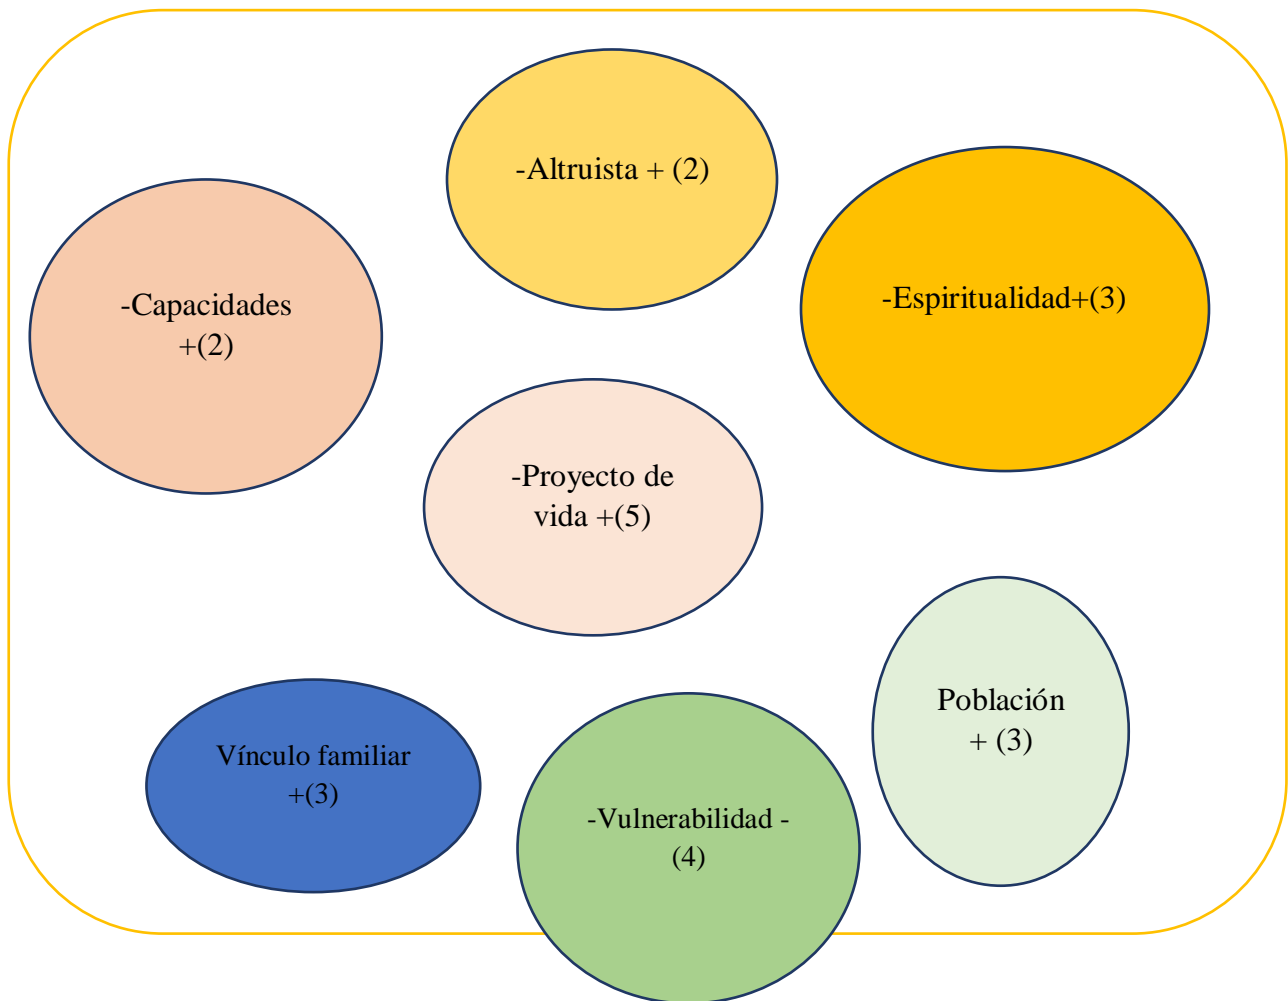 -Altruista + (2)
-Espiritualidad+(3)
-Capacidades
+(2)
-Proyecto de
vida +(5)
Población
+ (3)
Vínculo familiar
+(3)
-Vulnerabilidad -
(4)